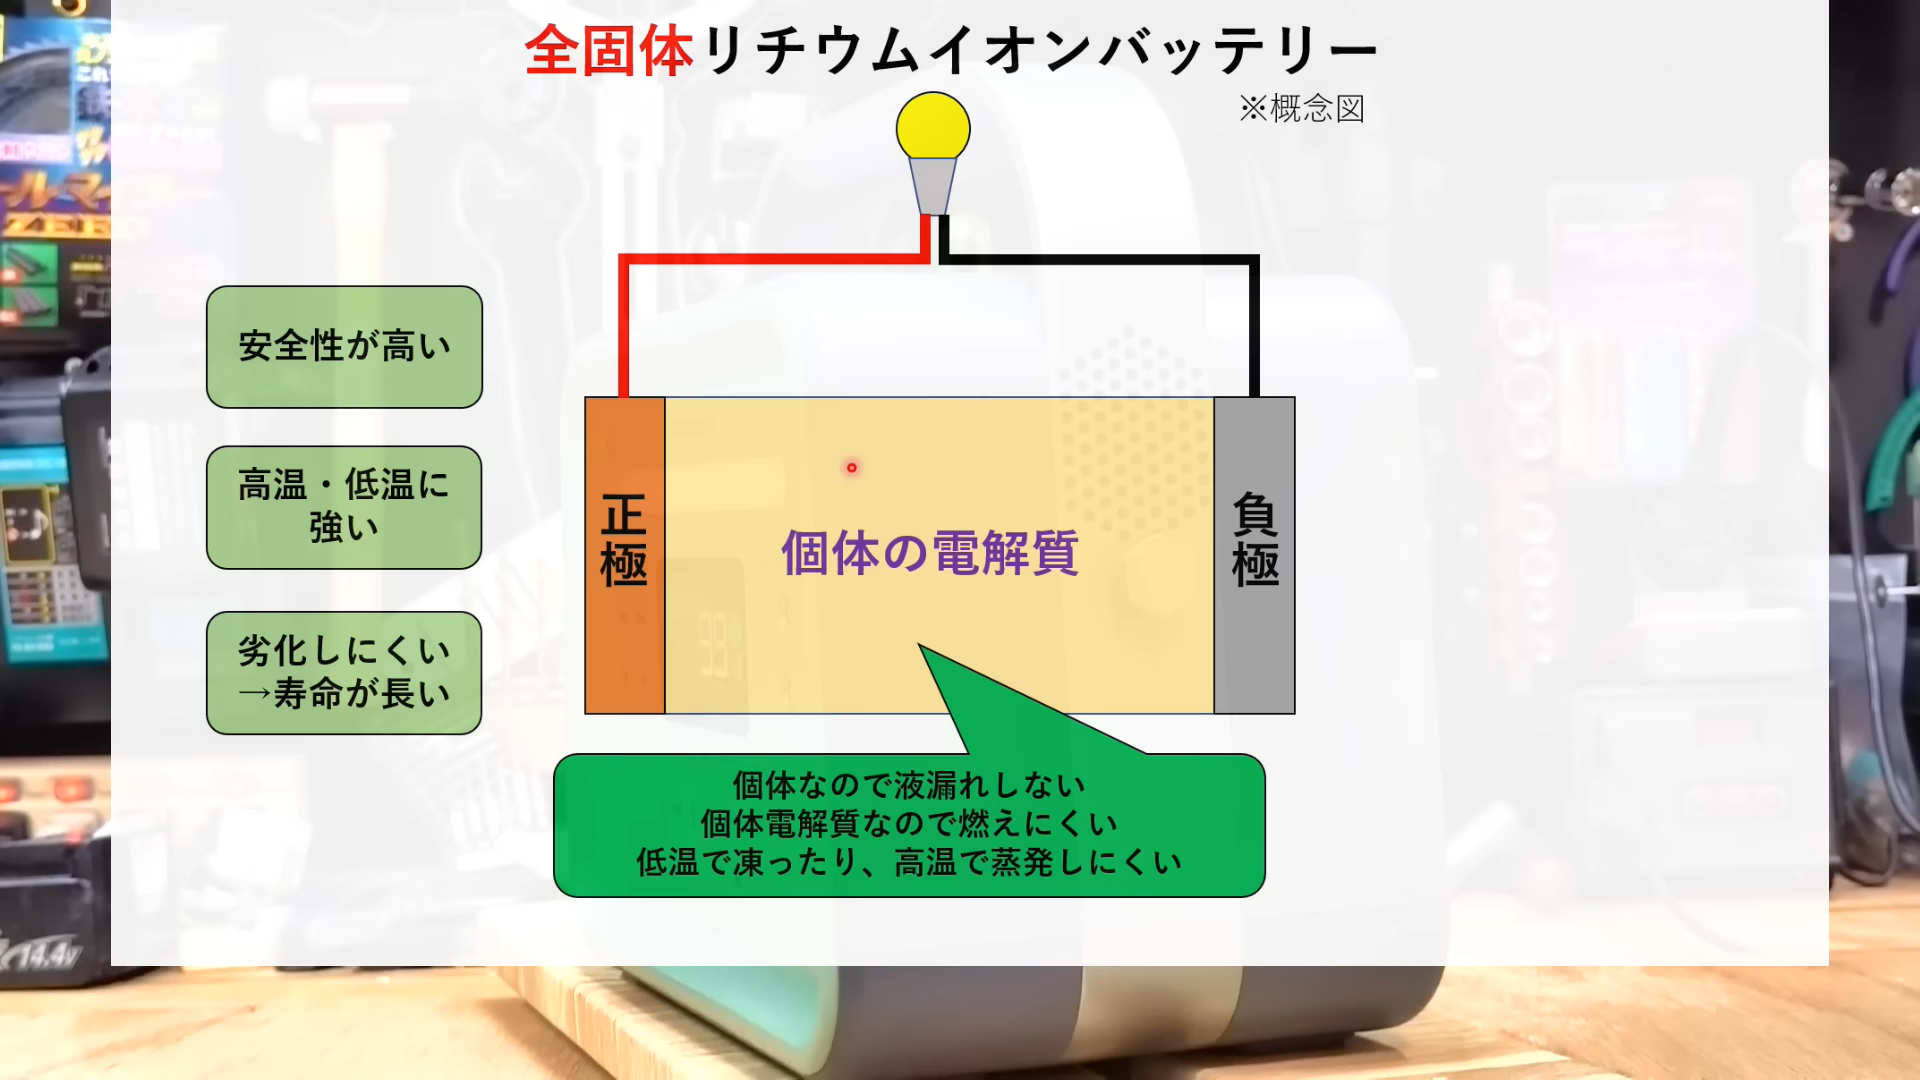 全固体リチウムイオンバッテリー
※概念図
安全性が高い
高温・低温に
強い
劣化しにくい
→寿命が長い
正極
個体の電解質
負極
個体なので液漏れしない
個体電解質なので燃えにくい
低温で凍ったり、高温で蒸発しにくい
14.4V